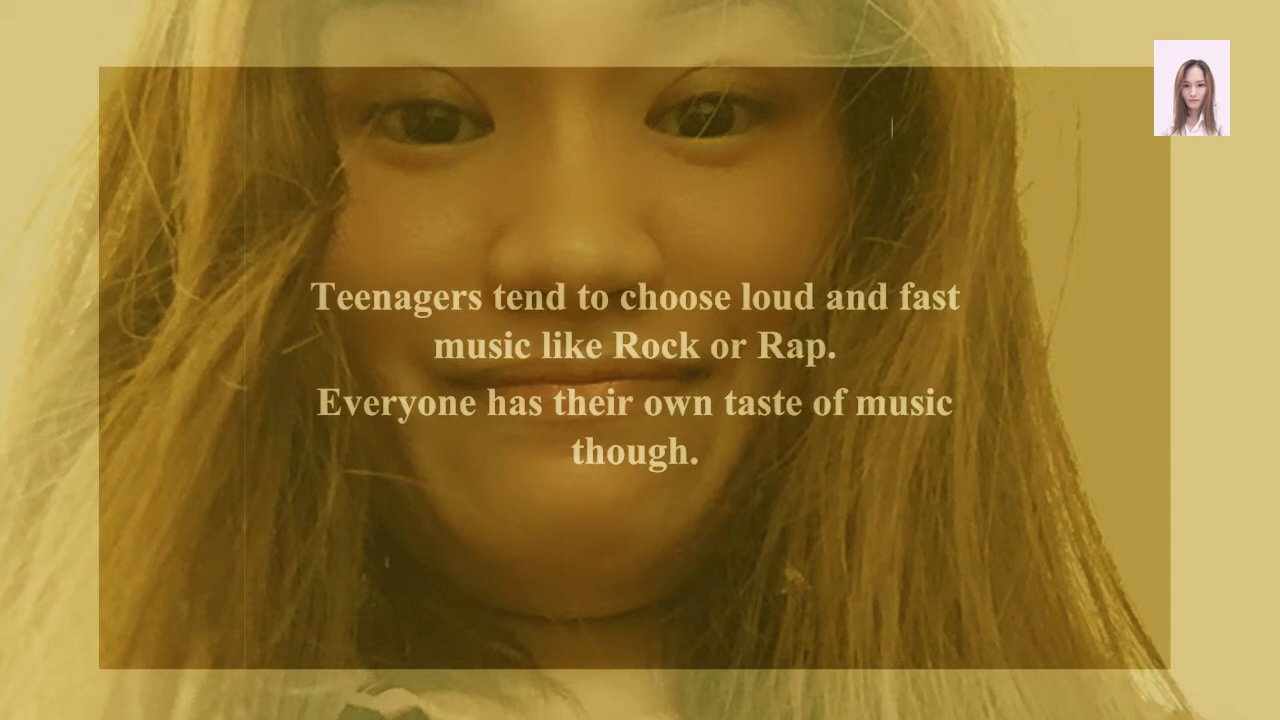 Teenagers tend to choose loud and fast
music like Rock or Rap.
Everyone has their own taste of music
though.